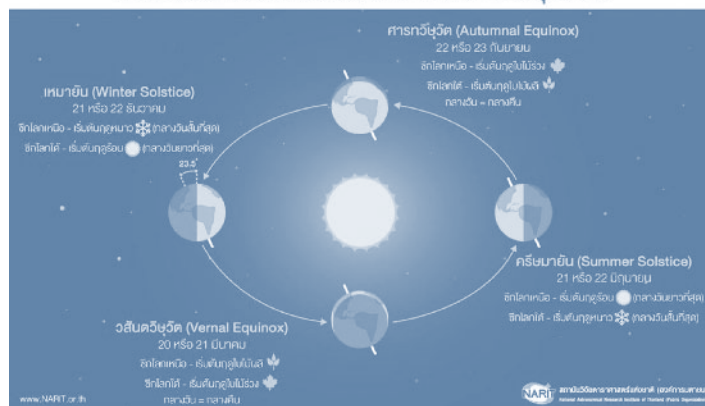 ศารทวิษุวัต (Autumnal Equinox)
22 หรือ 23 กันยายน
ซีกโลกเหนือ - เริ่มต้นฤดูใบไม้ร่วง
ซีกโลกใต้ - เริ่มต้นฤดูใบไม้ผลิ
กลางวัน = กลางคืน
เหมายัน (Winter Solstice)
21 หรือ 22 ธันวาคม
ซีกโลกเหนือ - เริ่มต้นฤดูหนาว (กลางวันสั้นที่สุด)
ซีกโลกใต้ - เริ่มต้นฤดูร้อน (กลางวันยาวที่สุด)
23.5°
ครีษมายัน (Summer Solstice)
21 หรือ 22 มิถุนายน
ซีกโลกเหนือ - เริ่มต้นฤดูร้อน (กลางวันยาวที่สุด)
ซีกโลกใต้ - เริ่มต้นฤดูหนาว (กลางวันสั้นที่สุด)
วสันตวิษุวัต (Vernal Equinox)
20 หรือ 21 มีนาคม
ซีกโลกเหนือ - เริ่มต้นฤดูใบไม้ผลิ
ซีกโลกใต้ - เริ่มต้นฤดูใบไม้ร่วง
กลางวัน = กลางคืน
www.NARIT.or.th
NARIT
สถาบันวิจัยดาราศาสตร์แห่งชาติ (องค์การมหาชน)
National Astronomical Research Institute of Thailand (Public Organization)